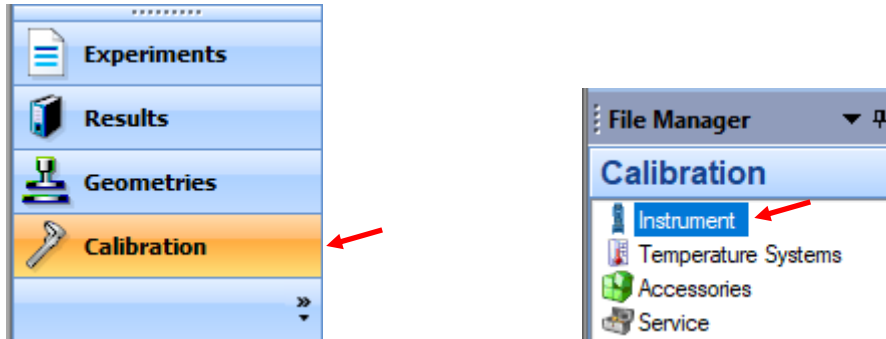 Experiments
Results
Geometries
Calibration
File Manager
Calibration
Instrument
Temperature Systems
Accessories
Service